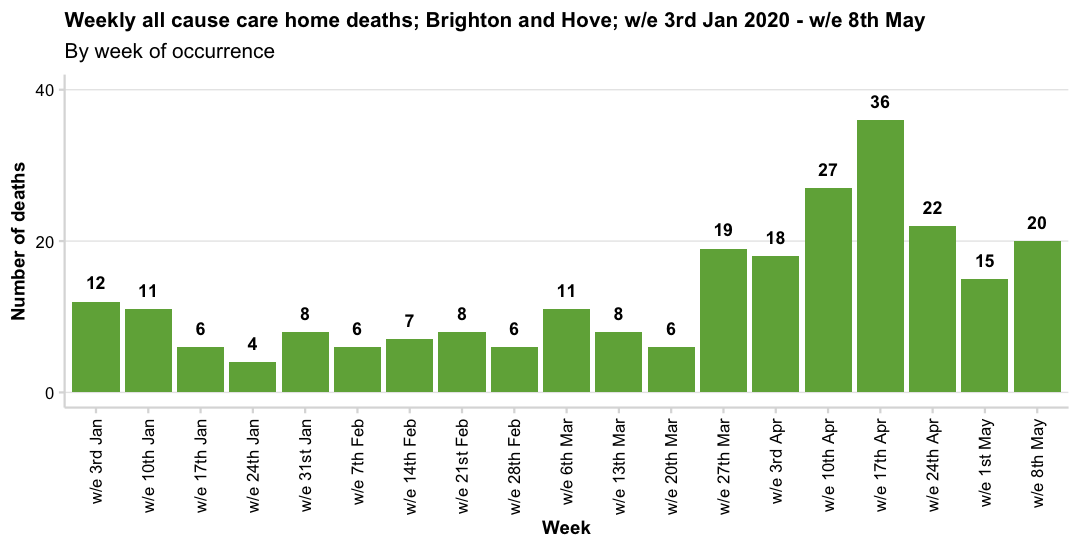 Weekly all cause care home deaths; Brighton and Hove; w/e 3rd Jan 2020 - w/e 8th May
By week of occurrence
Number of deaths
40
20
0
12
11
6
4
8
6
7
8
6
11
8
6
19
18
27
36
22
15
20
w/e 3rd Jan
w/e 10th Jan
w/e 17th Jan
w/e 24th Jan
w/e 31st Jan
w/e 7th Feb
w/e 14th Feb
w/e 21st Feb
w/e 28th Feb
w/e 6th Mar
w/e 13th Mar
w/e 20th Mar
w/e 27th Mar
w/e 3rd Apr
w/e 10th Apr
w/e 17th Apr
w/e 24th Apr
w/e 1st May
w/e 8th May
Week